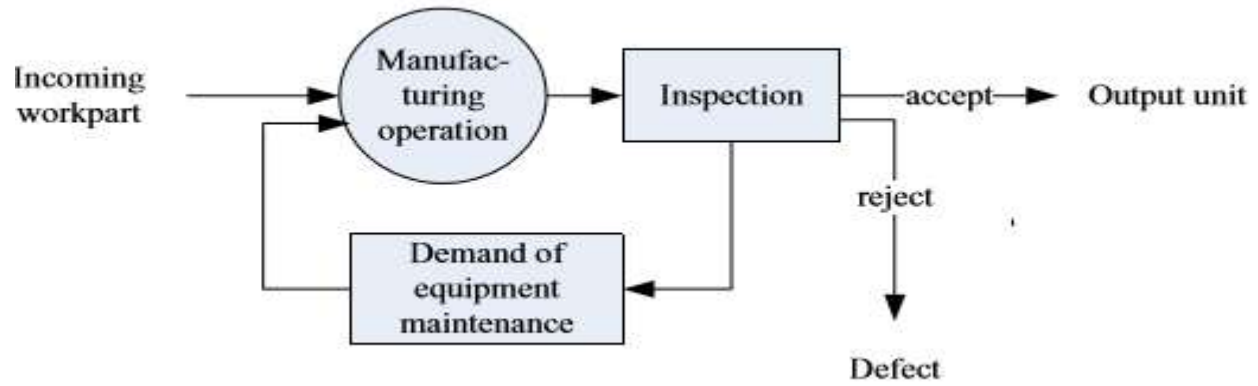 Incoming
workpart
Manufac-
turing
operation
Inspection
accept
Output unit
reject
Demand of
equipment
maintenance
Defect